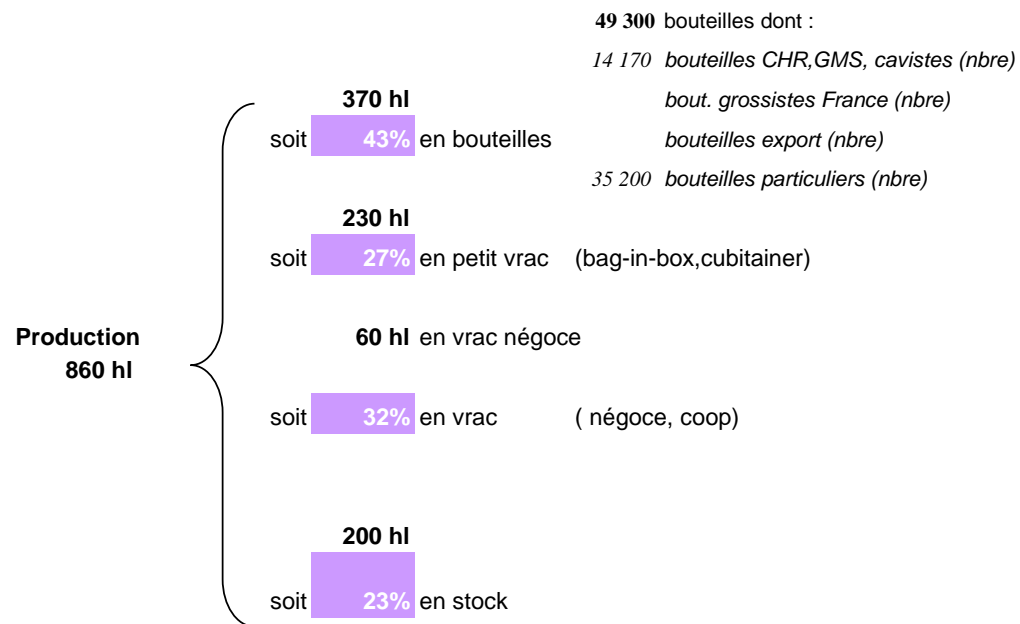 49 300 bouteilles dont :
14 170 bouteilles CHR,GMS, cavistes (nbre)
370 hl bout. grossistes France (nbre)
soit 43% en bouteilles bouteilles export (nbre)
35 200 bouteilles particuliers (nbre)
230 hl
soit 27% en petit vrac (bag-in-box,cubitainer)
Production 60 hl en vrac négoce
860 hl
soit 32% en vrac ( négoce, coop)
200 hl
soit 23% en stock